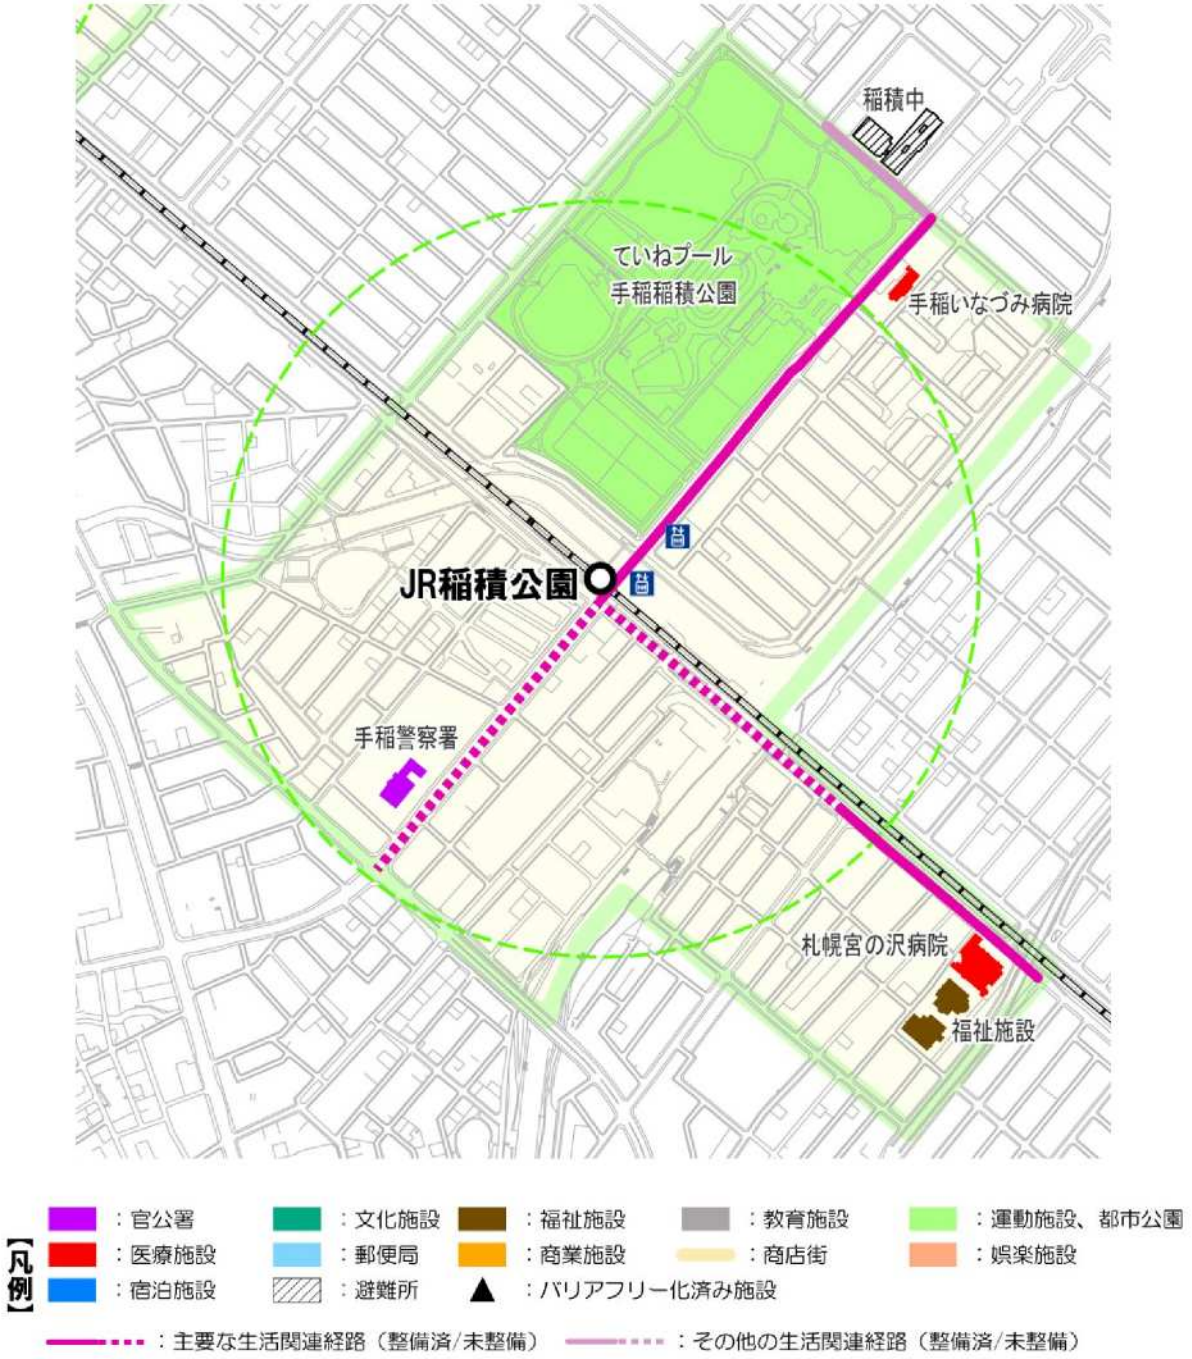 稲積中
ていねプール
手稲稲積公園
手稲いなづみ病院
JR稲積公園
手稲警察署
札幌宮の沢病院
福祉施設
【凡例】
：官公署 ：文化施設 ：福祉施設 ：教育施設 ：運動施設、都市公園
：医療施設 ：郵便局 ：商業施設 ：商店街 ：娯楽施設
：宿泊施設 ：避難所 ：バリアフリー化済み施設
：主要な生活関連経路（整備済/未整備） ：その他の生活関連経路（整備済/未整備）